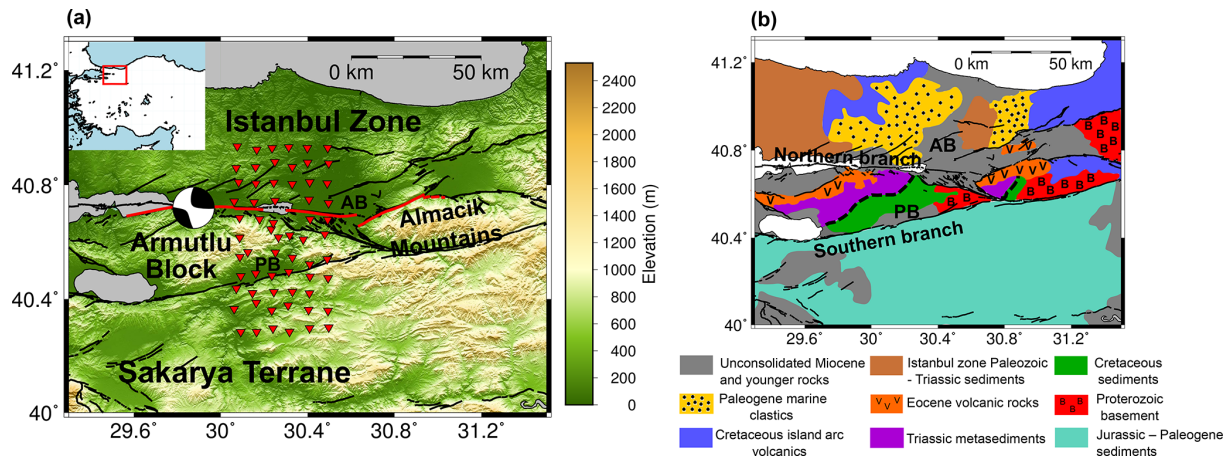 (a)
0 km 50 km
41.2°
40.8°
40.4°
40°
29.6° 30° 30.4° 30.8° 31.2°
Istanbul Zone
AB
Almacik
Mountains
Armutlu
Block
PB
Sakarya Terrane
2400
2200
2000
1800
1600
1400
1200
1000
800
600
400
200
0
Elevation (m)
(b)
0 km 50 km
41.2°
40.8°
40.4°
40°
29.6° 30° 30.4° 30.8° 31.2°
AB
Northern branch
PB
Southern branch
B B B B B B
V V
V V V V V
V V V
B B B
B B B
Unconsolidated Miocene
and younger rocks
Istanbul zone Paleozoic
- Triassic sediments
Cretaceous
sediments
Paleogene marine
clastics
V V V
Eocene volcanic rocks
B B B
Proterozoic
basement
Cretaceous island arc
volcanics
Triassic metasediments
Jurassic – Paleogene
sediments